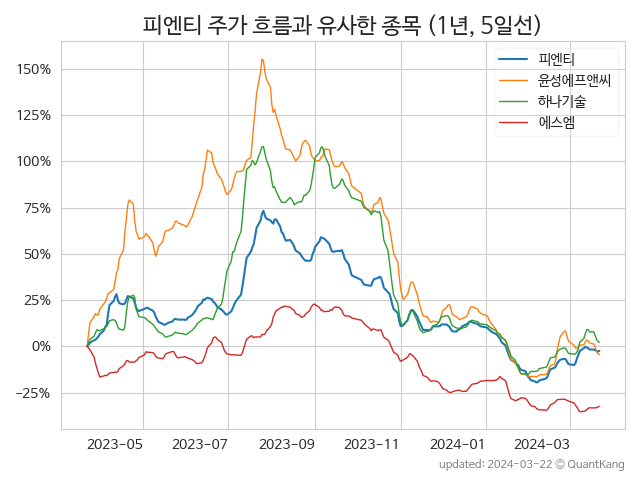 피엔티 주가 흐름과 유사한 종목 (1년, 5일선)
피엔티
윤성에프앤씨
하나기술
에스엠
150%
125%
100%
75%
50%
25%
0%
−25%
2023-05 2023-07 2023-09 2023-11 2024-01 2024-03
updated: 2024-03-22 © QuantKang